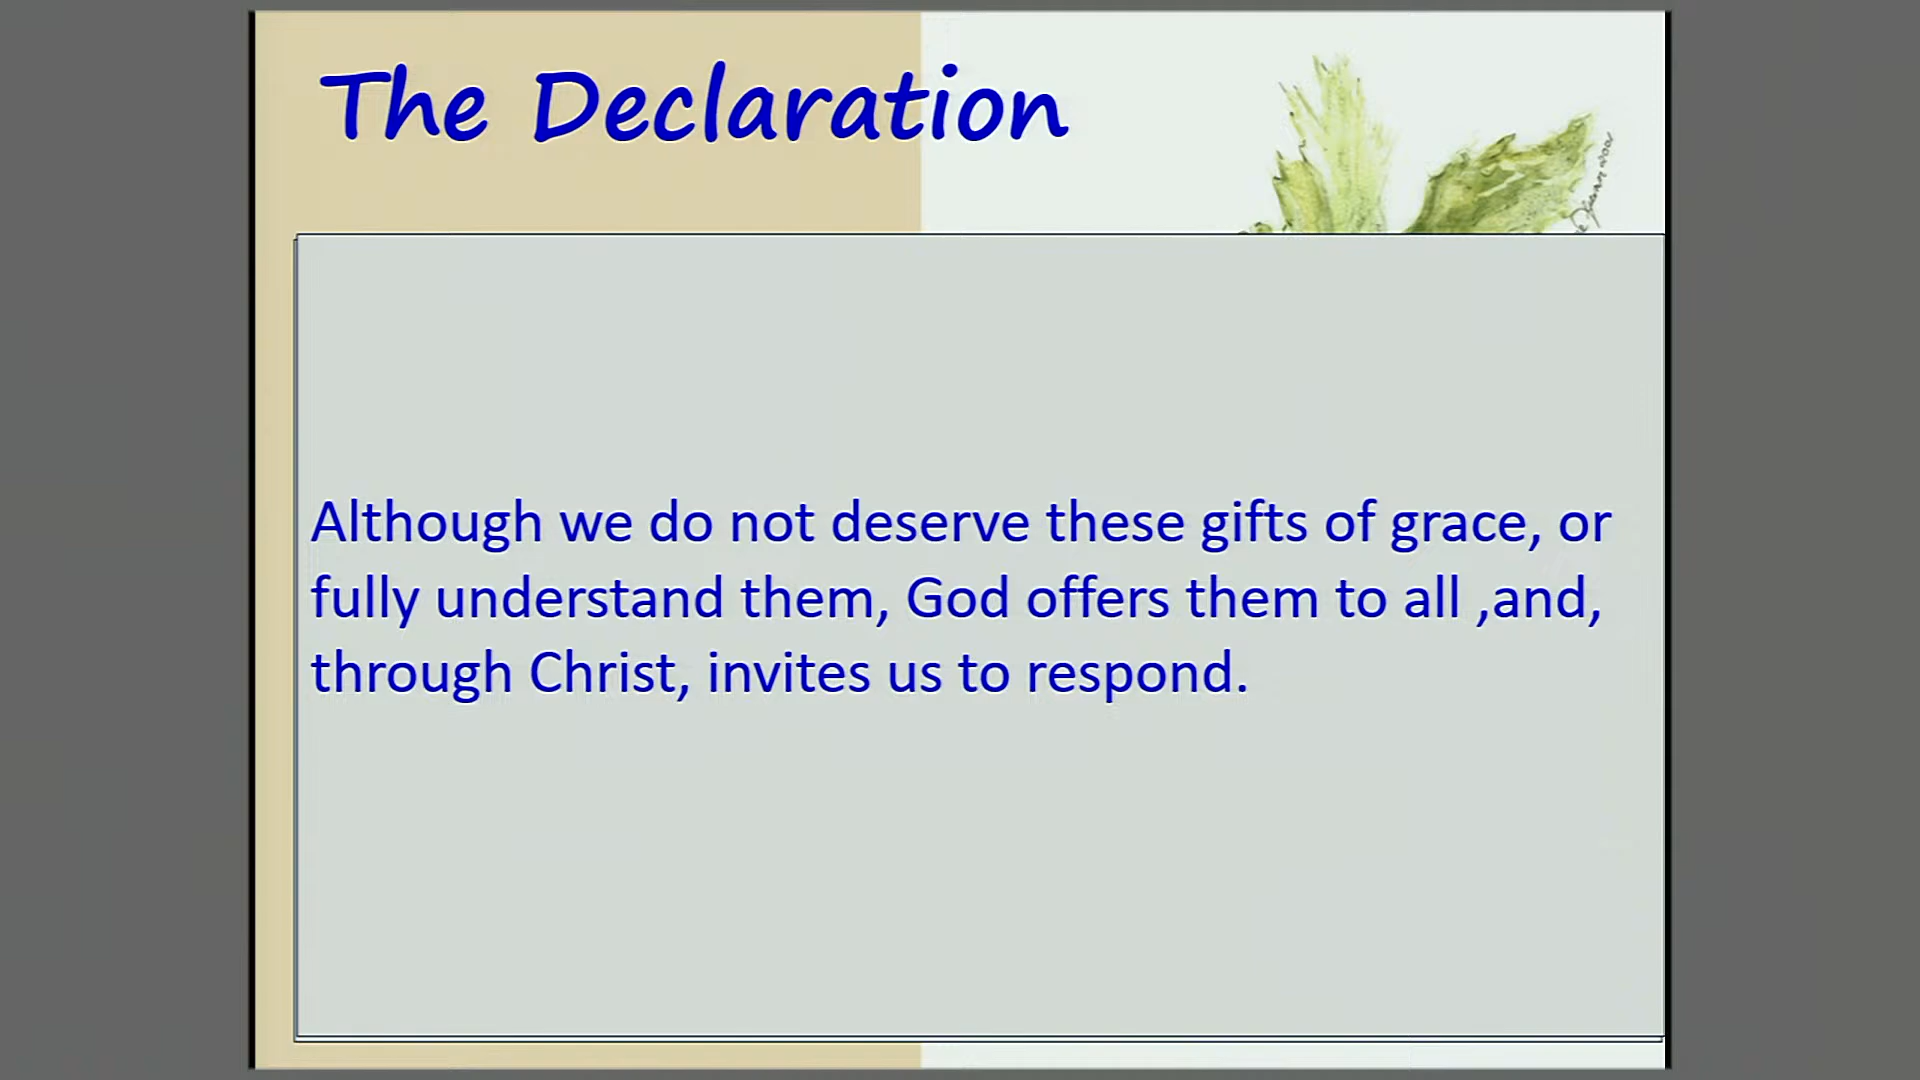 The Declaration
Although we do not deserve these gifts of grace, or
fully understand them, God offers them to all ,and,
through Christ, invites us to respond.